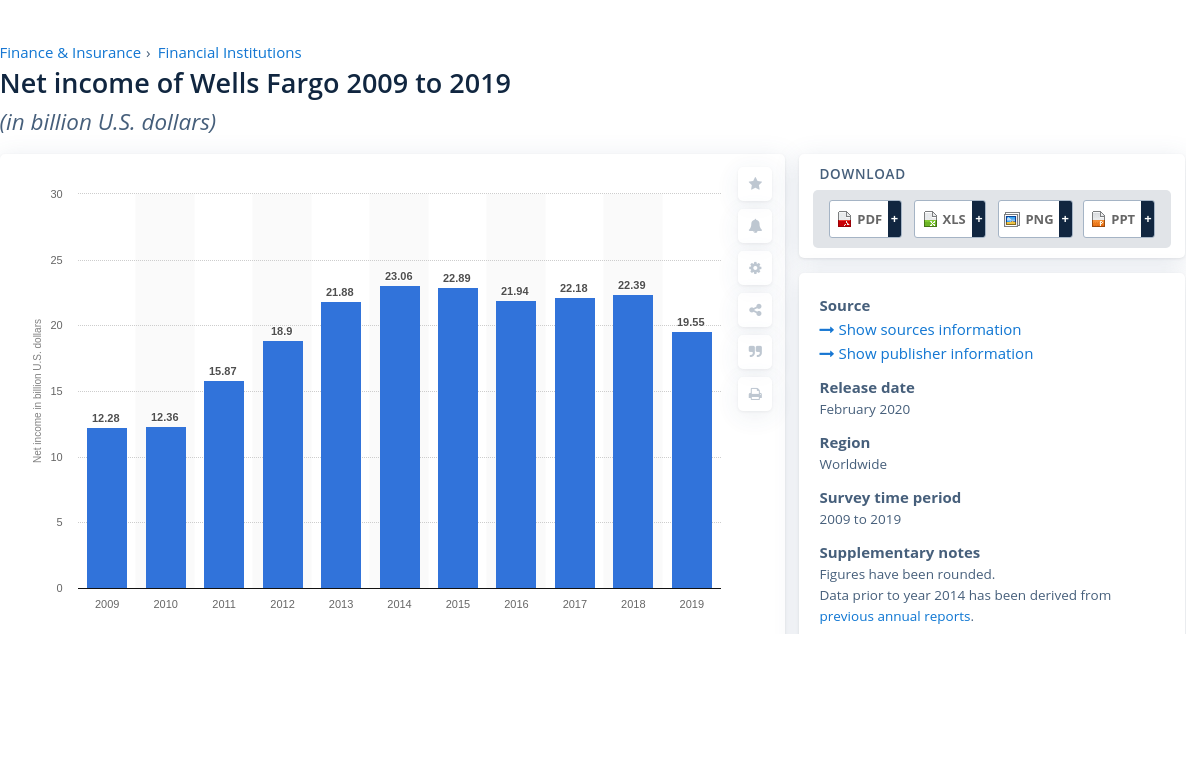 Finance & Insurance › Financial Institutions
Net income of Wells Fargo 2009 to 2019
(in billion U.S. dollars)
Net income in billion U.S. dollars
30
25
20
15
10
5
0
12.28
12.36
15.87
18.9
21.88
23.06
22.89
21.94
22.18
22.39
19.55
2009 2010 2011 2012 2013 2014 2015 2016 2017 2018 2019
DOWNLOAD
PDF + XLS + PNG + PPT +
Source
Show sources information
Show publisher information
Release date
February 2020
Region
Worldwide
Survey time period
2009 to 2019
Supplementary notes
Figures have been rounded.
Data prior to year 2014 has been derived from
previous annual reports.